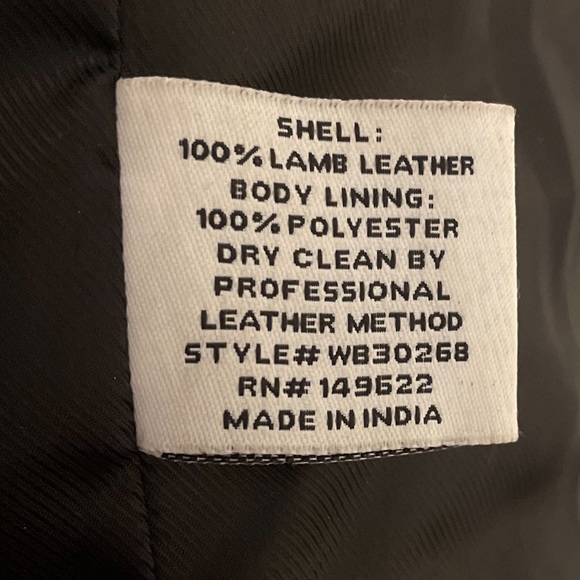 SHELL:
100% LAMB LEATHER
BODY LINING:
100% POLYESTER
DRY CLEAN BY
PROFESSIONAL
LEATHER METHOD
STYLE# WB30268
RN# 149622
MADE IN INDIA